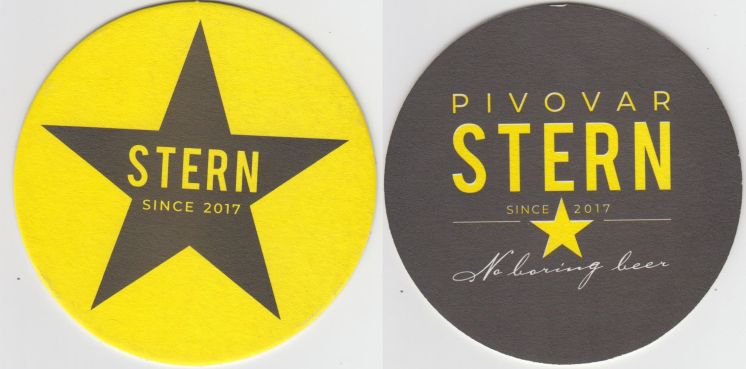 STERN
SINCE 2017
PIVOVAR
STERN
SINCE 2017
No boring beer